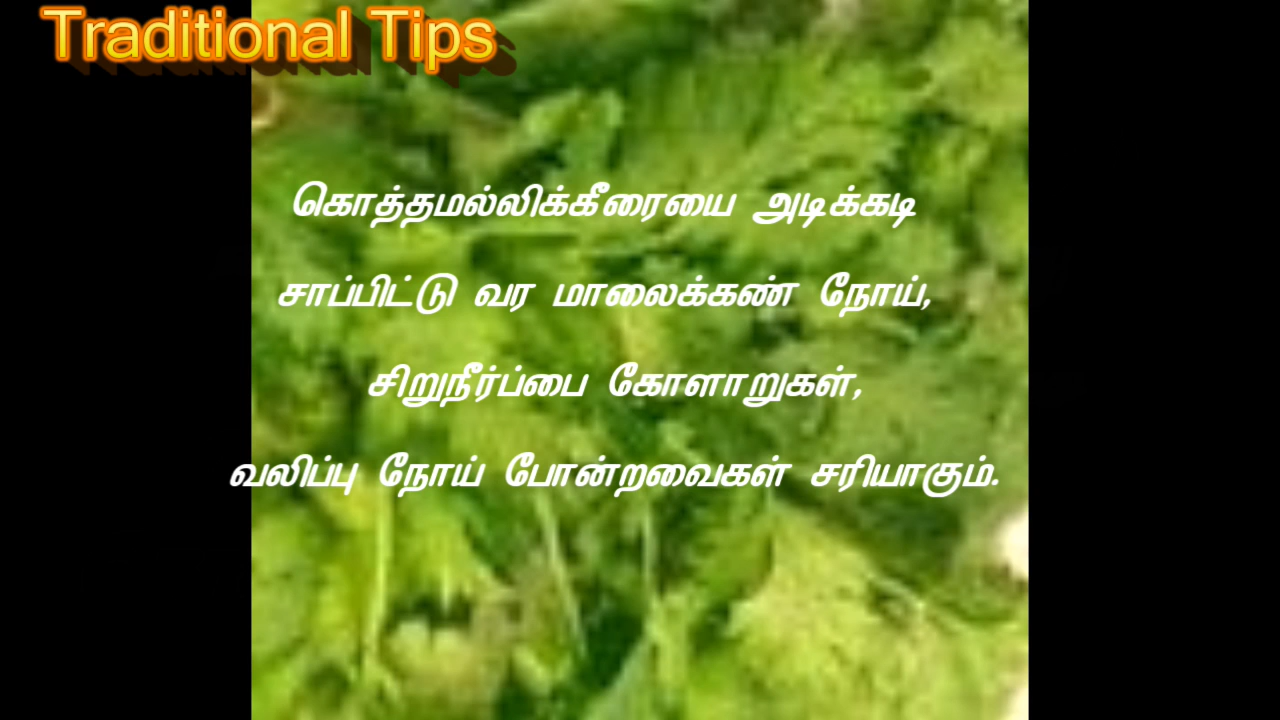 Traditional Tips
கொத்தமல்லிக்கீரையை அடிக்கடி
சாப்பிட்டு வர மாலைக்கண் நோய்,
சிறுநீர்ப்பை கோளாறுகள்,
வலிப்பு நோய் போன்றவைகள் சரியாகும்.